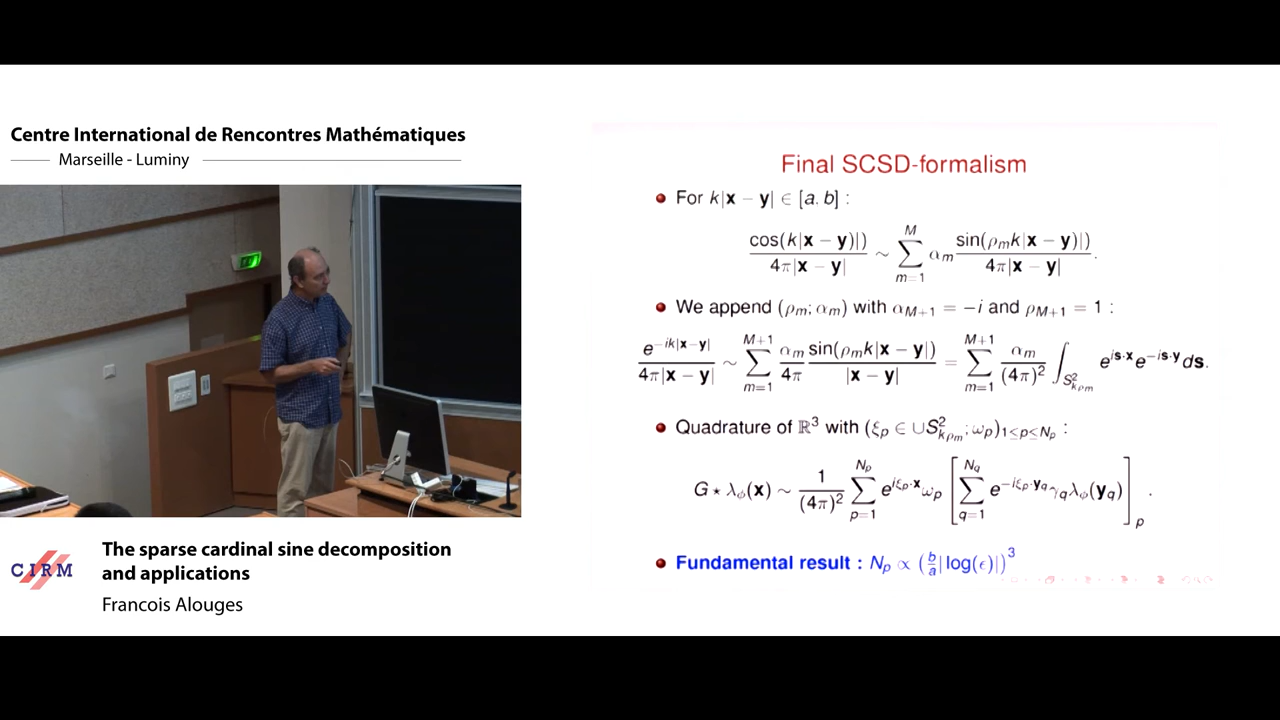 Centre International de Rencontres Mathématiques
Marseille - Luminy
Final SCSD-formalism
For k|x − y| ∈ [a, b] :
cos(k|x − y|) / 4π|x − y| ∼ ∑_{m=1}^{M} α_m sin(ρ_m k|x − y|) / 4π|x − y| .
We append (ρ_m; α_m) with α_{M+1} = −i and ρ_{M+1} = 1 :
e^{−ik|x−y|} / 4π|x − y| ∼ ∑_{m=1}^{M+1} α_m / 4π sin(ρ_m k|x − y|) / |x − y| = ∑_{m=1}^{M+1} α_m / (4π)^2 ∫_{S^2_{kρ_m}} e^{is·x} e^{−is·y} ds.
Quadrature of ℝ^3 with (ξ_p ∈ ∪S^2_{kρ_m}; ω_p)_{1≤p≤N_p} :
G ⋆ λ_ϕ(x) ∼ 1 / (4π)^2 ∑_{p=1}^{N_p} e^{iξ_p·x} ω_p [ ∑_{q=1}^{N_q} e^{−iξ_p·y_q} γ_q λ_ϕ(y_q) ]_p .
Fundamental result : N_p ∝ (b/a |log(ϵ)|)^3
CIRM
The sparse cardinal sine decomposition
and applications
Francois Alouges